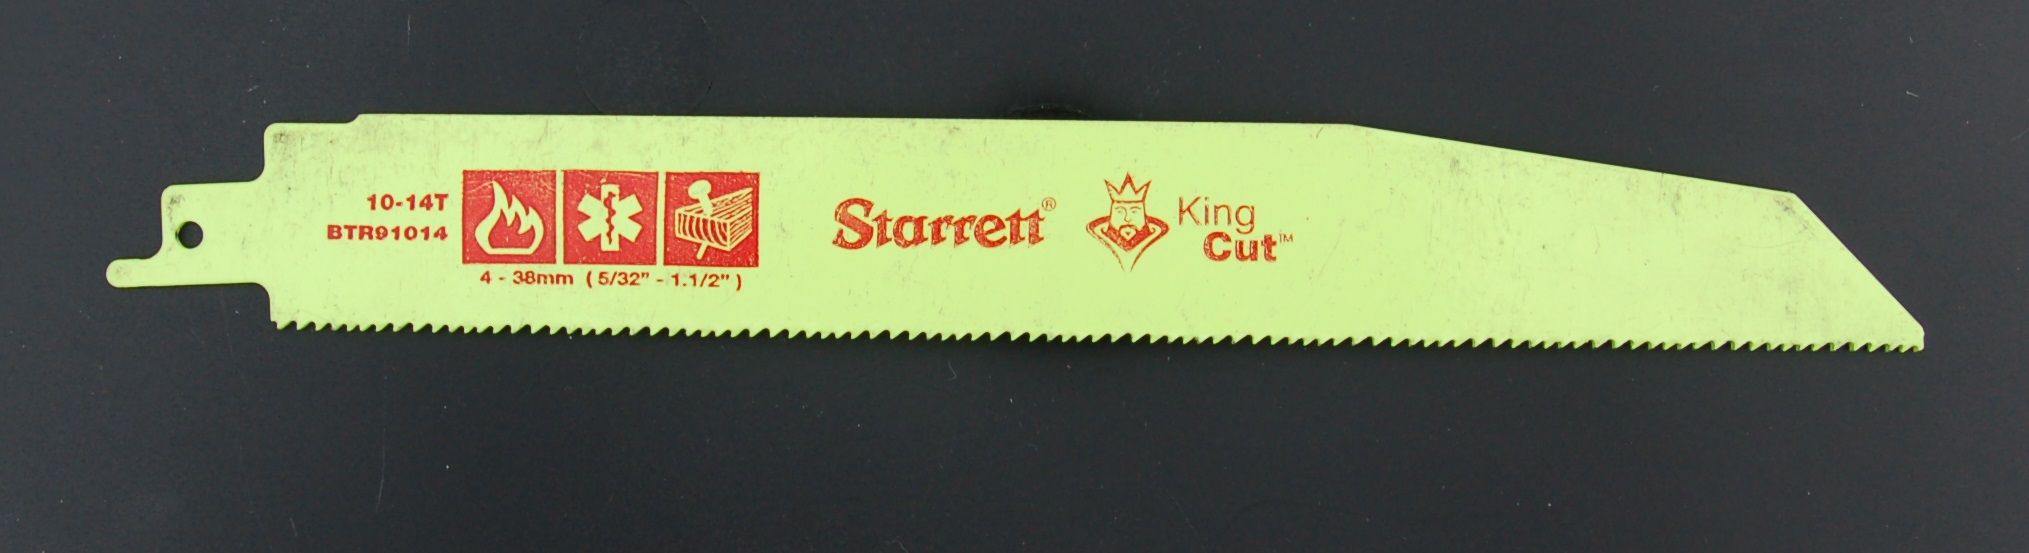 10-14T
BTR91014
4 - 38mm ( 5/32" - 1.1/2" )
Starrett®
King
Cut™